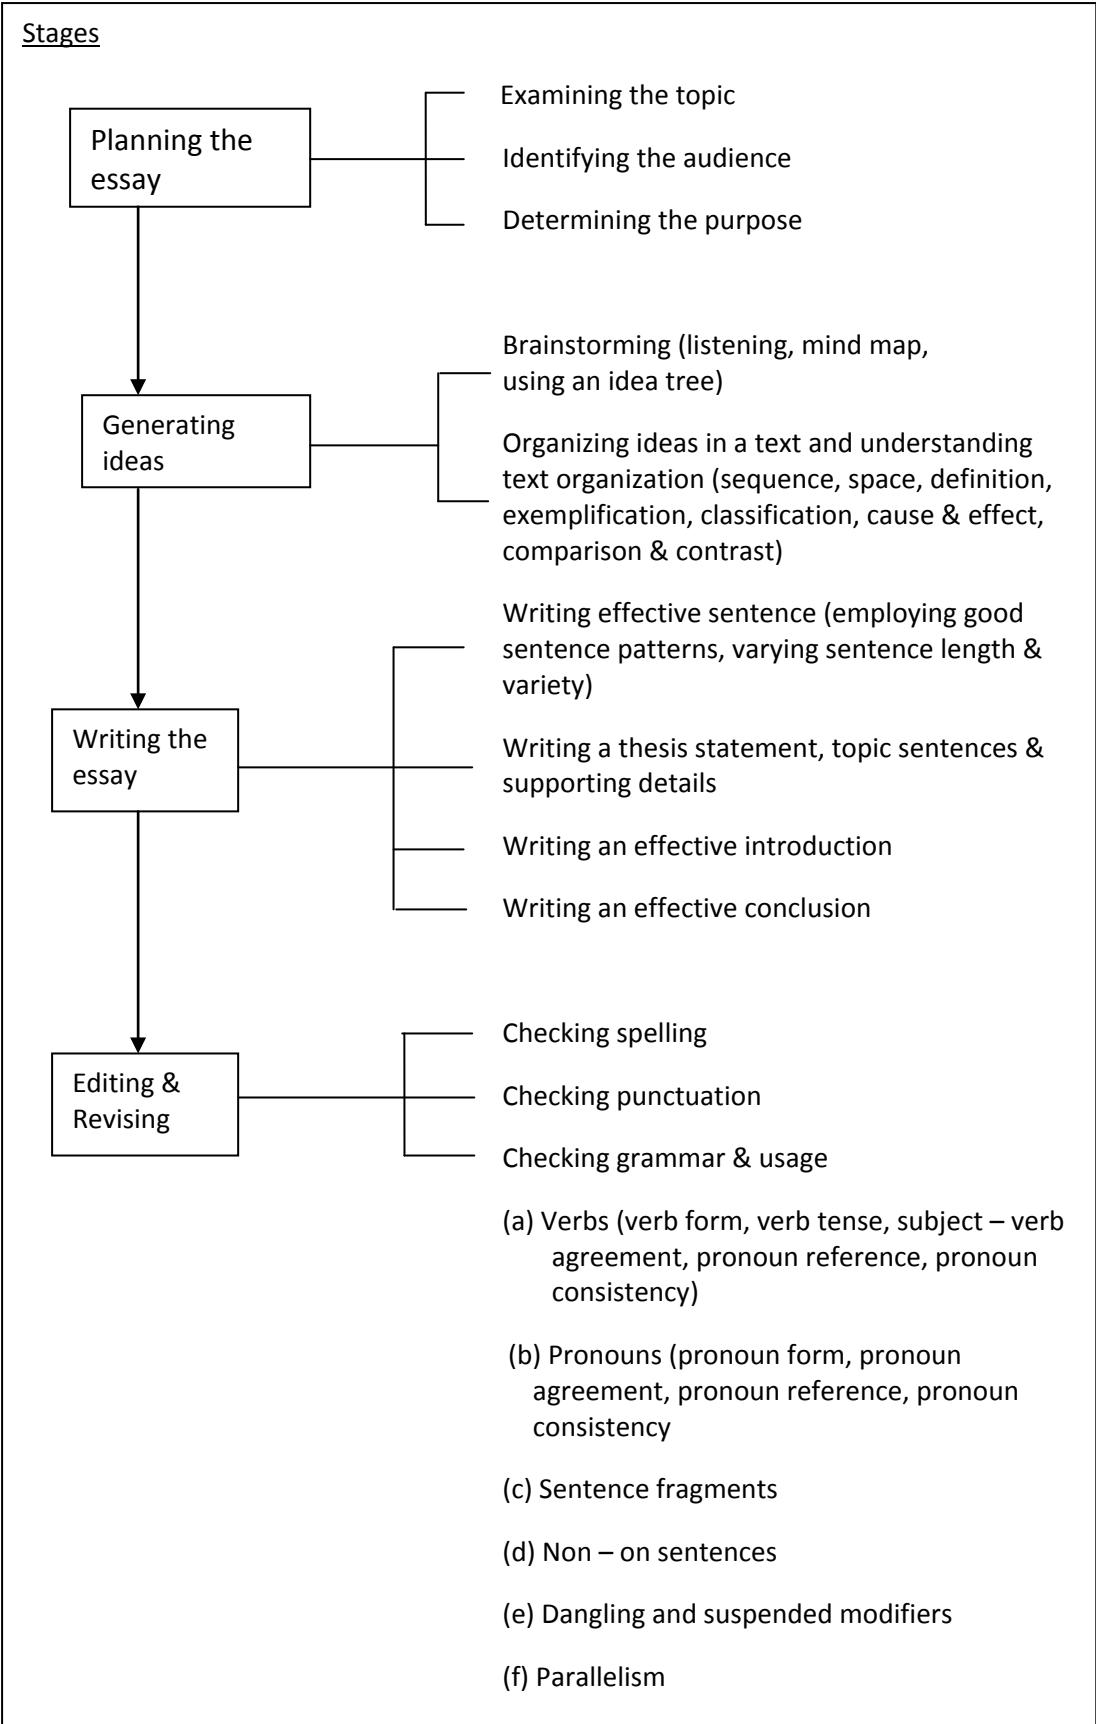 Stages
Planning the
essay
Examining the topic
Identifying the audience
Determining the purpose
Generating
ideas
Brainstorming (listening, mind map,
using an idea tree)
Organizing ideas in a text and understanding
text organization (sequence, space, definition,
exemplification, classification, cause & effect,
comparison & contrast)
Writing the
essay
Writing effective sentence (employing good
sentence patterns, varying sentence length &
variety)
Writing a thesis statement, topic sentences &
supporting details
Writing an effective introduction
Writing an effective conclusion
Editing &
Revising
Checking spelling
Checking punctuation
Checking grammar & usage
(a) Verbs (verb form, verb tense, subject – verb
agreement, pronoun reference, pronoun
consistency)
(b) Pronouns (pronoun form, pronoun
agreement, pronoun reference, pronoun
consistency
(c) Sentence fragments
(d) Non – on sentences
(e) Dangling and suspended modifiers
(f) Parallelism